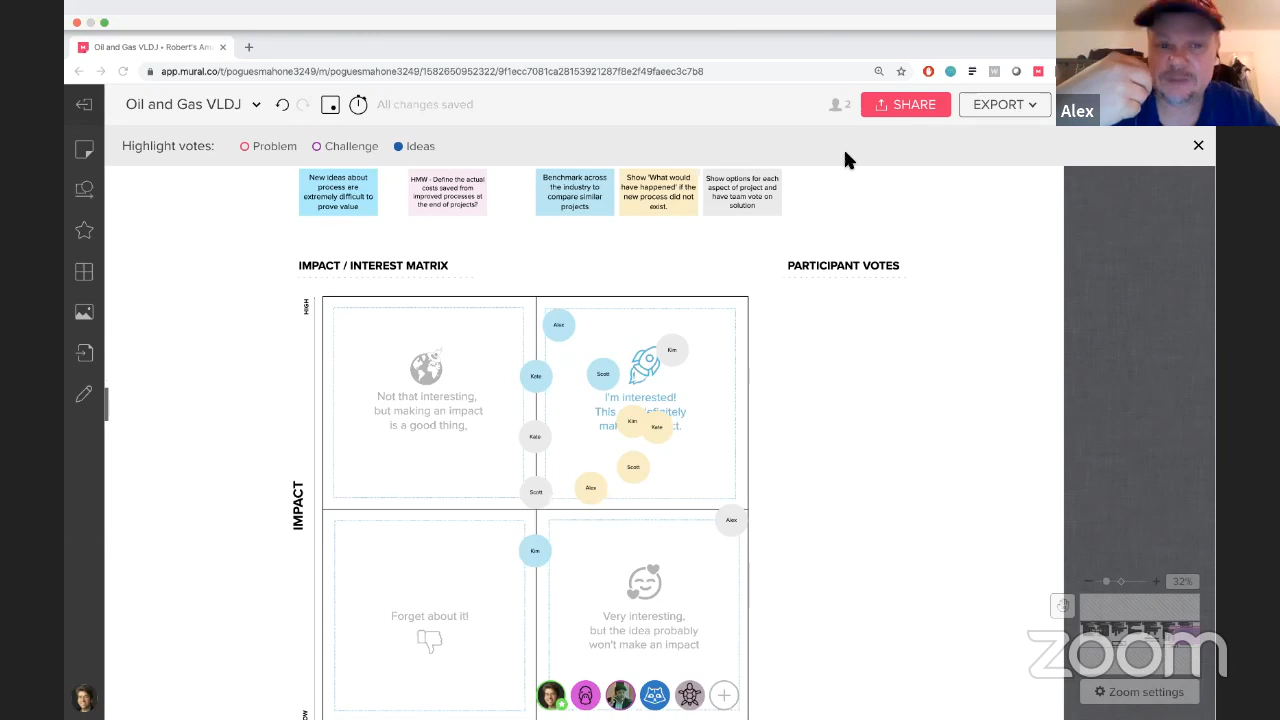 Oil and Gas VLDJ • Robert's Am
app.mural.co/t/poguesmahone3249/m/poguesmahone3249/1582650952322/9f1ecc7081ca28153921287f8e2f49faeec3c7b8
Oil and Gas VLDJ
All changes saved
2
SHARE
EXPORT
Alex
Highlight votes:
Problem
Challenge
Ideas
New ideas about
process are
extremely difficult to
prove value
HMW - Define the actual
costs saved from
improved processes at
the end of projects?
Benchmark across
the industry to
compare similar
projects
Show 'What would
have happened' if the
new process did not
exist.
Show options for each
aspect of project and
have team vote on
solution
IMPACT / INTEREST MATRIX
PARTICIPANT VOTES
HIGH
IMPACT
Alex
Kim
Kate
Scott
Not that interesting,
but making an impact
is a good thing,
I'm interested!
This
Kim
Kate
Kate
Scott
Alex
Scott
Alex
Kim
Forget about it!
Very interesting,
but the idea probably
won't make an impact
32%
zoom
Zoom settings